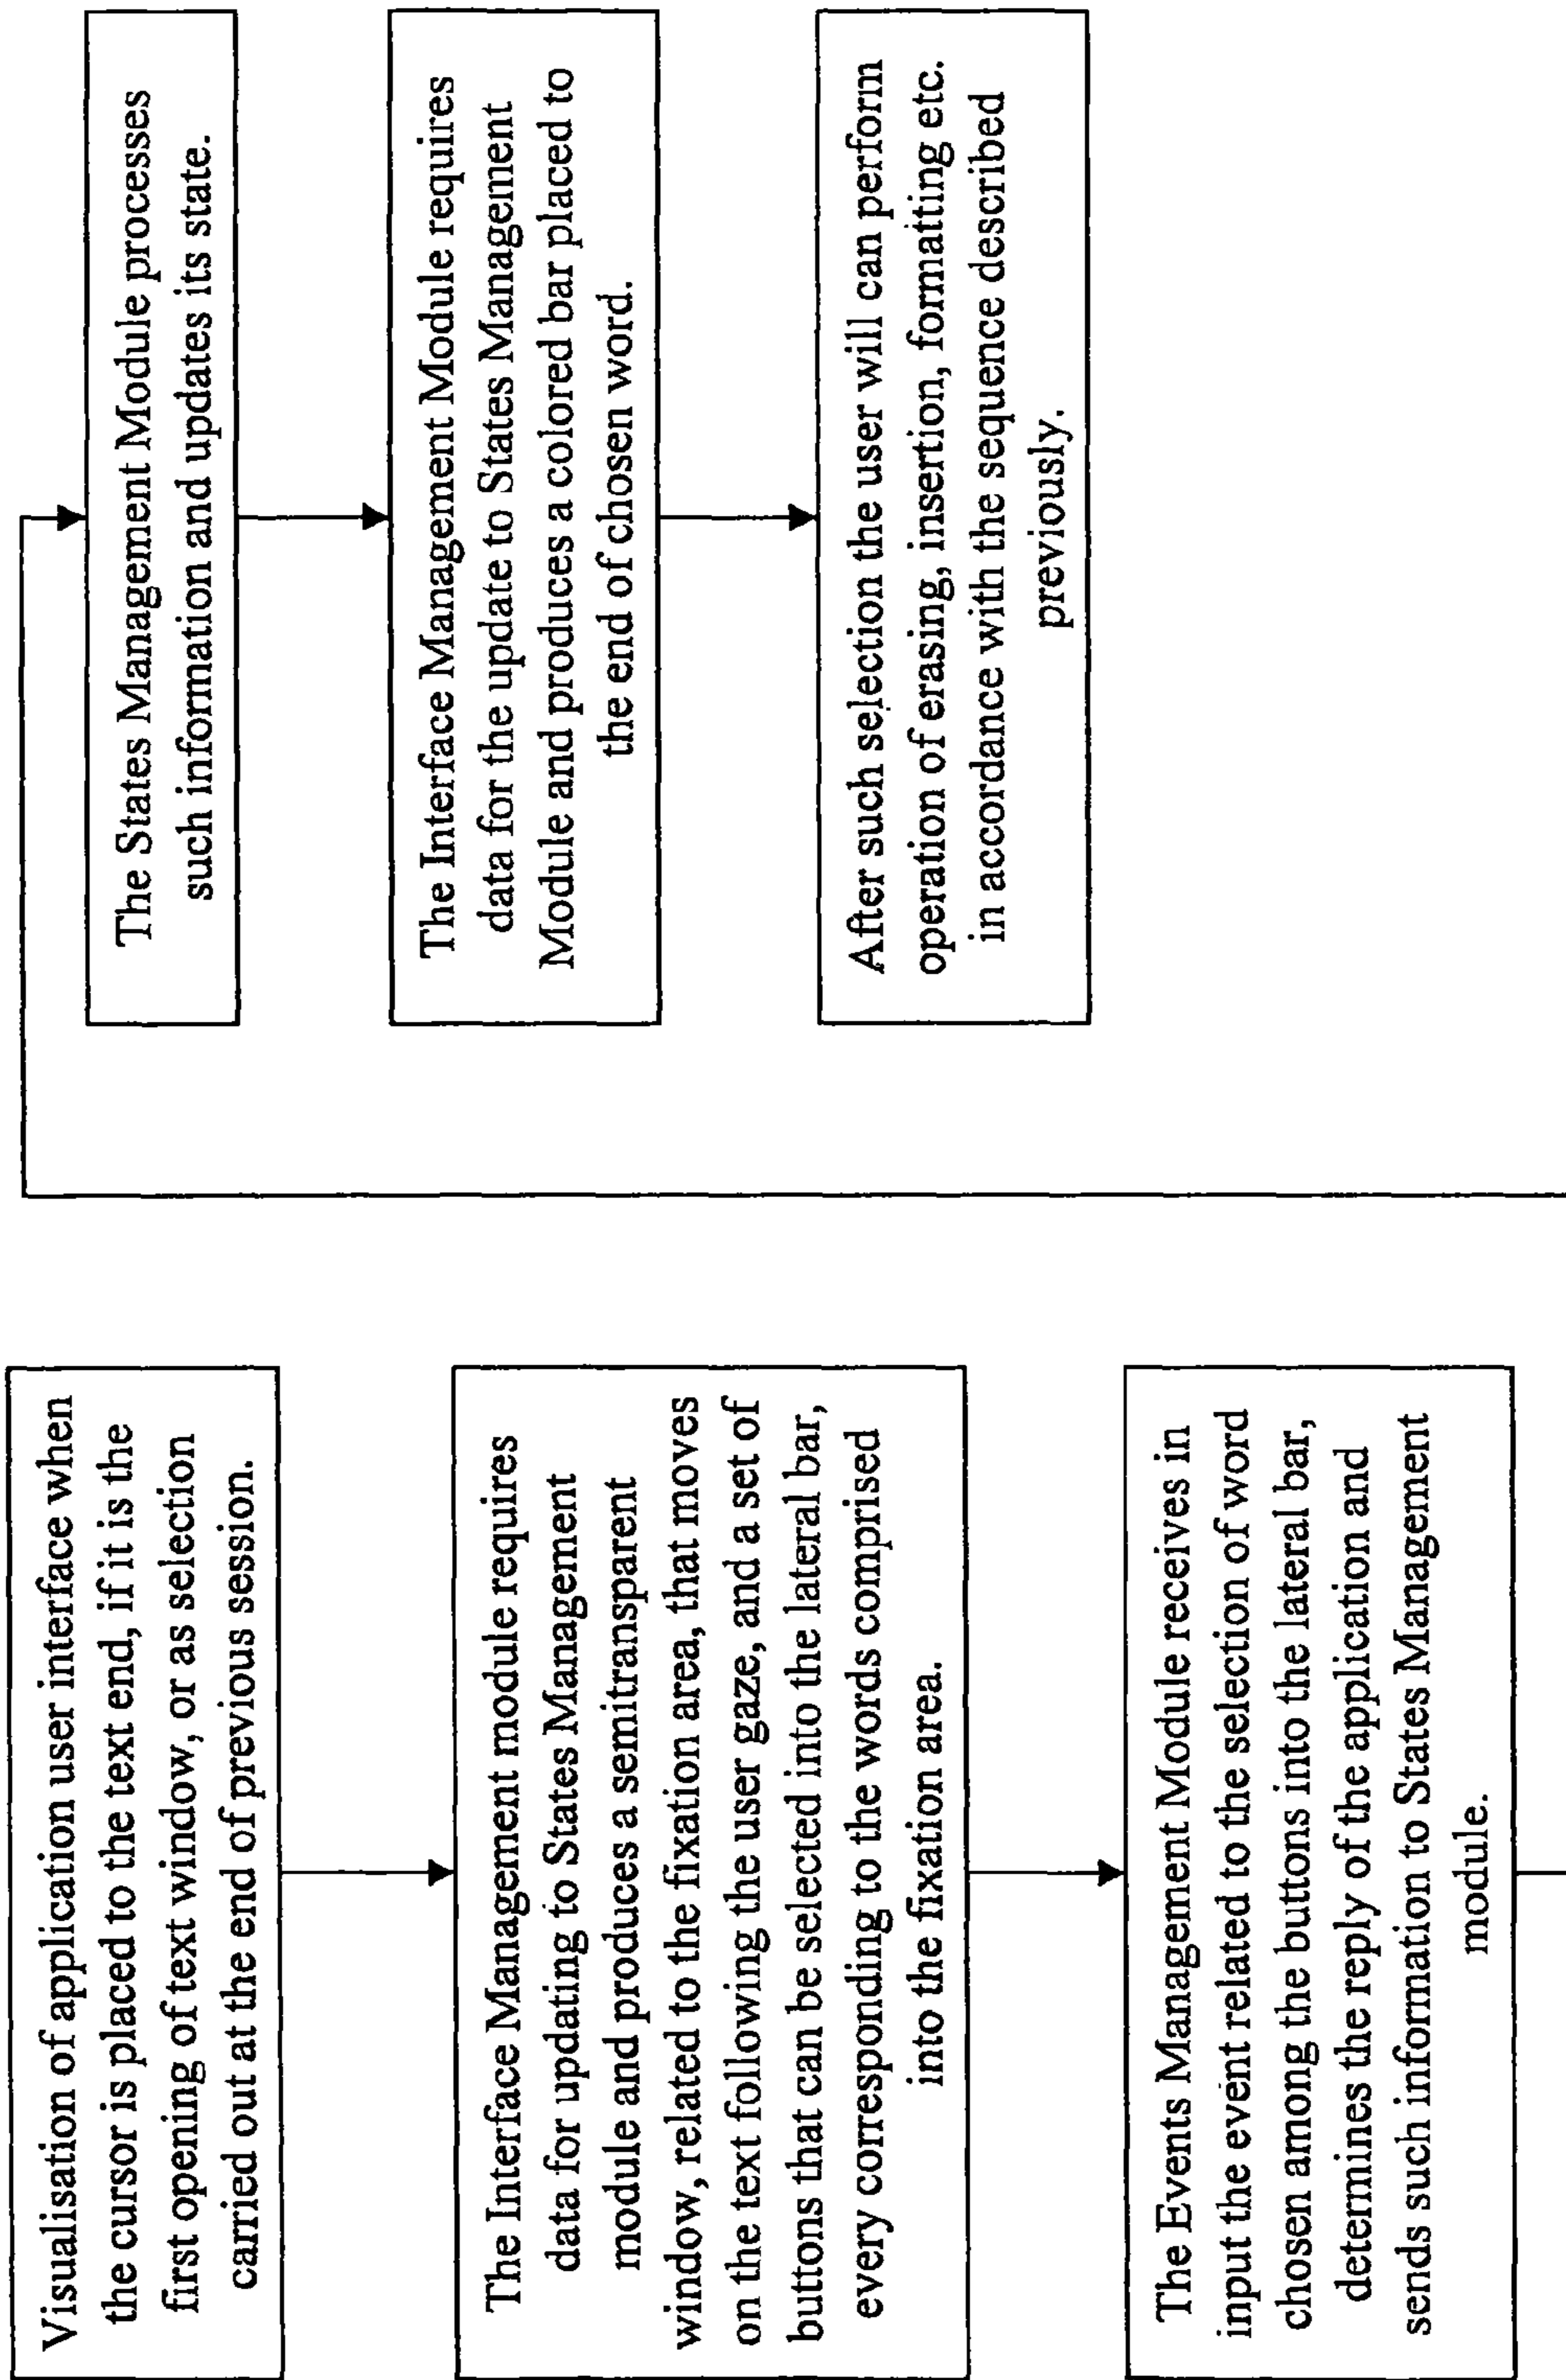 Visualisation of application user interface when
the cursor is placed to the text end, if it is the
first opening of text window, or as selection
carried out at the end of previous session.
The Interface Management module requires
data for updating to States Management
module and produces a semitransparent
window, related to the fixation area, that moves
on the text following the user gaze, and a set of
buttons that can be selected into the lateral bar,
every corresponding to the words comprised
into the fixation area.
The Events Management Module receives in
input the event related to the selection of word
chosen among the buttons into the lateral bar,
determines the reply of the application and
sends such information to States Management
module.
The States Management Module processes
such information and updates its state.
The Interface Management Module requires
data for the update to States Management
Module and produces a colored bar placed to
the end of chosen word.
After such selection the user will can perform
operation of erasing, insertion, formatting etc.
in accordance with the sequence described
previously.